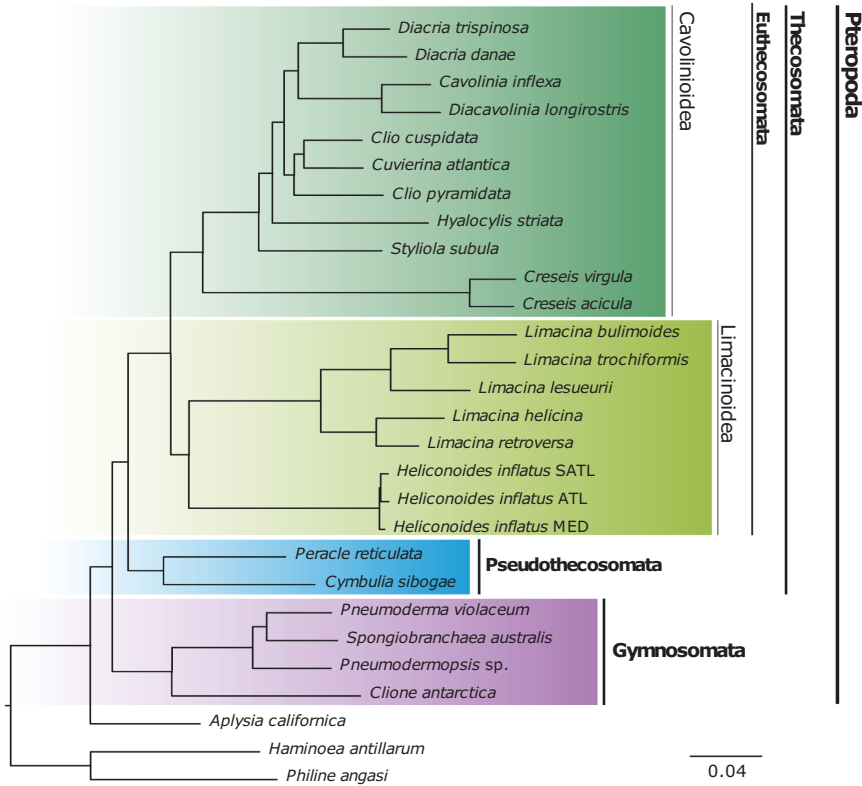 Diacria trispinosa
Diacria danae
Cavolinia inflexa
Diacavolinia longirostris
Clio cuspidata
Cuvierina atlantica
Clio pyramidata
Hyalocylis striata
Styliola subula
Creseis virgula
Creseis acicula
Cavolinioidea
Limacina bulimoides
Limacina trochiformis
Limacina lesueurii
Limacina helicina
Limacina retroversa
Heliconoides inflatus SATL
Heliconoides inflatus ATL
Heliconoides inflatus MED
Limacinoidea
Euthecosomata
Peracle reticulata
Cymbulia sibogae
Pseudothecosomata
Thecosomata
Pneumoderma violaceum
Spongiobranchaea australis
Pneumodermopsis sp.
Clione antarctica
Gymnosomata
Pteropoda
Aplysia californica
Haminoea antillarum
Philine angasi
0.04